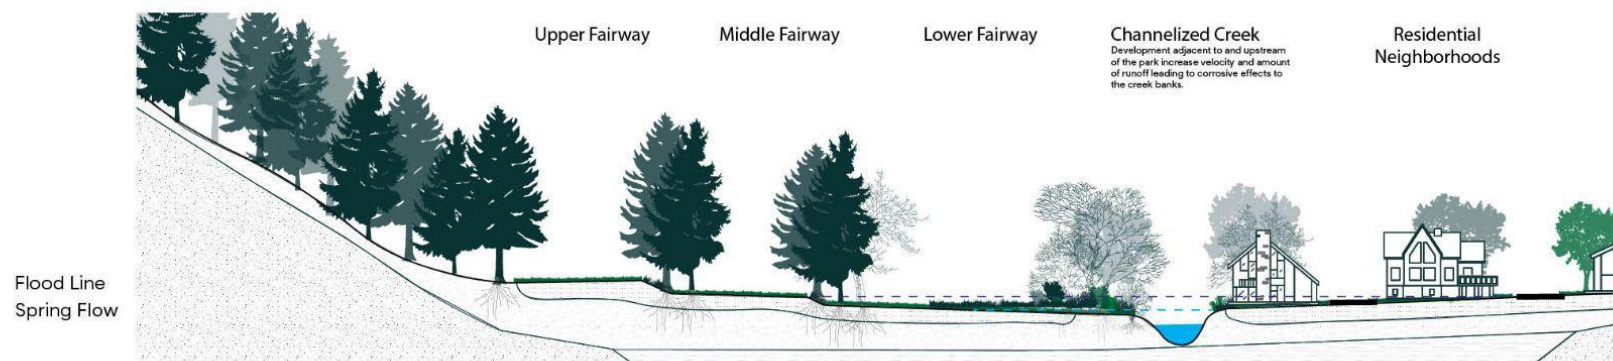 Upper Fairway
Middle Fairway
Lower Fairway
Channelized Creek
Development adjacent to and upstream
of the park increase velocity and amount
of runoff leading to corrosive effects to
the creek banks.
Residential
Neighborhoods
Flood Line
Spring Flow